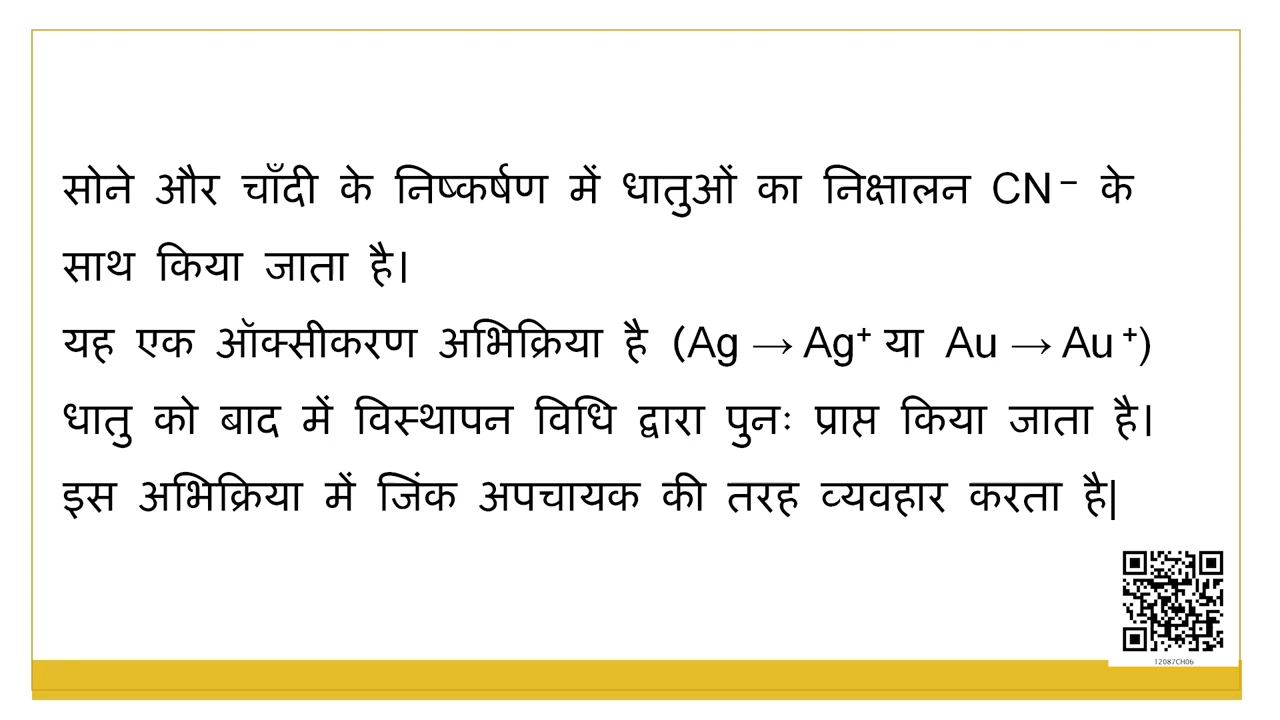 सोने और चाँदी के निष्कर्षण में धातुओं का निक्षालन CN⁻ के
साथ किया जाता है।
यह एक ऑक्सीकरण अभिक्रिया है (Ag → Ag⁺ या Au → Au⁺)
धातु को बाद में विस्थापन विधि द्वारा पुनः प्राप्त किया जाता है।
इस अभिक्रिया में जिंक अपचायक की तरह व्यवहार करता है|
12087CH06